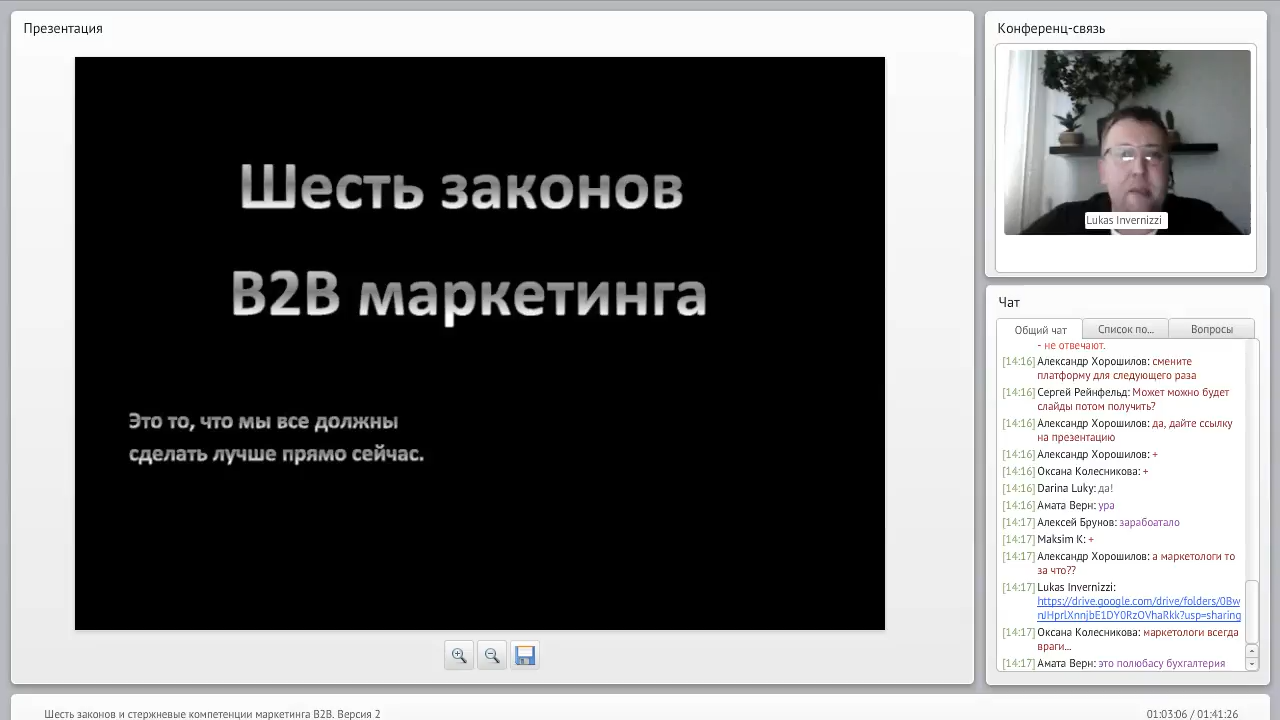 Презентация
Шесть законов
B2B маркетинга
Это то, что мы все должны
сделать лучше прямо сейчас.
Конференц-связь
Lukas Invernizzi
Чат
Общий чат
Список по...
Вопросы
- не отвечают.
[14:16] Александр Хорошилов: смените
платформу для следующего раза
[14:16] Сергей Рейнфельд: Может можно будет
слайды потом получить?
[14:16] Александр Хорошилов: да, дайте ссылку
на презентацию
[14:16] Александр Хорошилов: +
[14:16] Оксана Колесникова: +
[14:16] Darina Luky: да!
[14:16] Амата Верн: ура
[14:17] Алексей Брунов: зарабоатало
[14:17] Maksim K: +
[14:17] Александр Хорошилов: а маркетологи то
за что??
[14:17] Lukas Invernizzi:
https://drive.google.com/drive/folders/0Bw
nJHprlXnnjbE1DY0RzOVhaRkk?usp=sharing
[14:17] Оксана Колесникова: маркетологи всегда
враги...
[14:17] Амата Верн: это полюбасу бухгалтерия
Шесть законов и стержневые компетенции маркетинга B2B. Версия 2
01:03:06 / 01:41:26